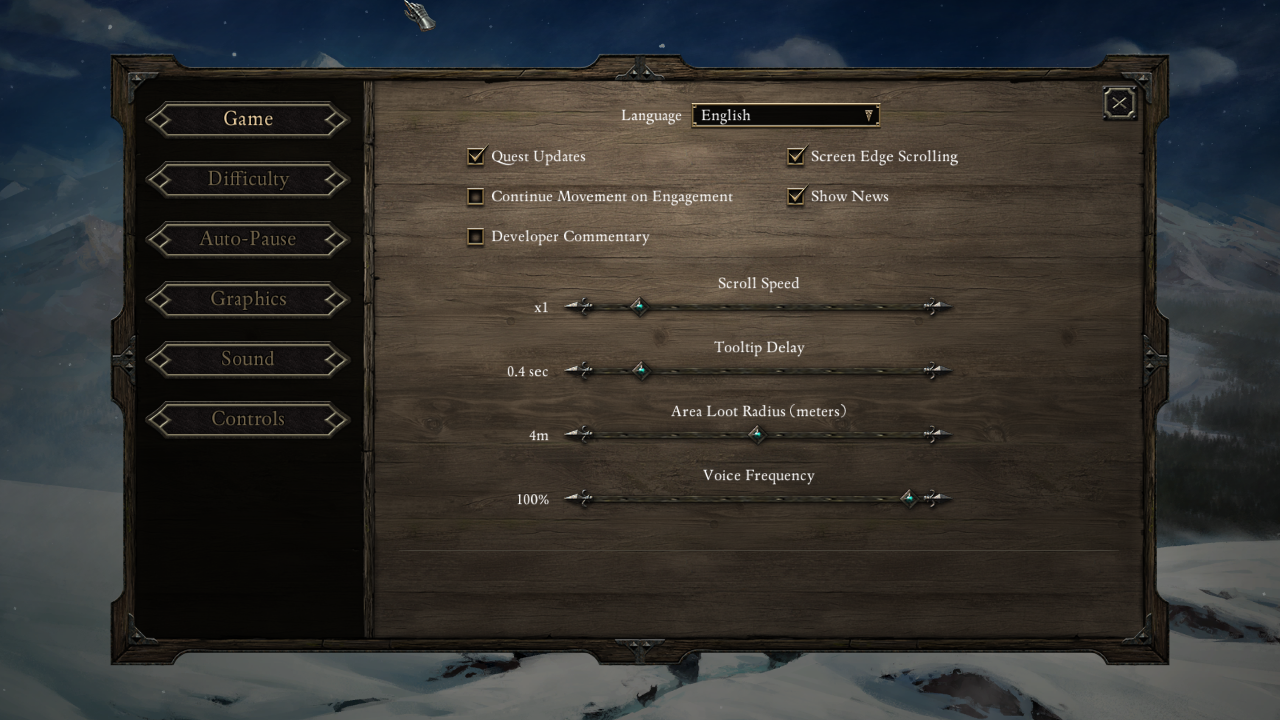 Game
Difficulty
Auto-Pause
Graphics
Sound
Controls
Language English
Quest Updates
Screen Edge Scrolling
Continue Movement on Engagement
Show News
Developer Commentary
Scroll Speed
x1
Tooltip Delay
0.4 sec
Area Loot Radius (meters)
4m
Voice Frequency
100%